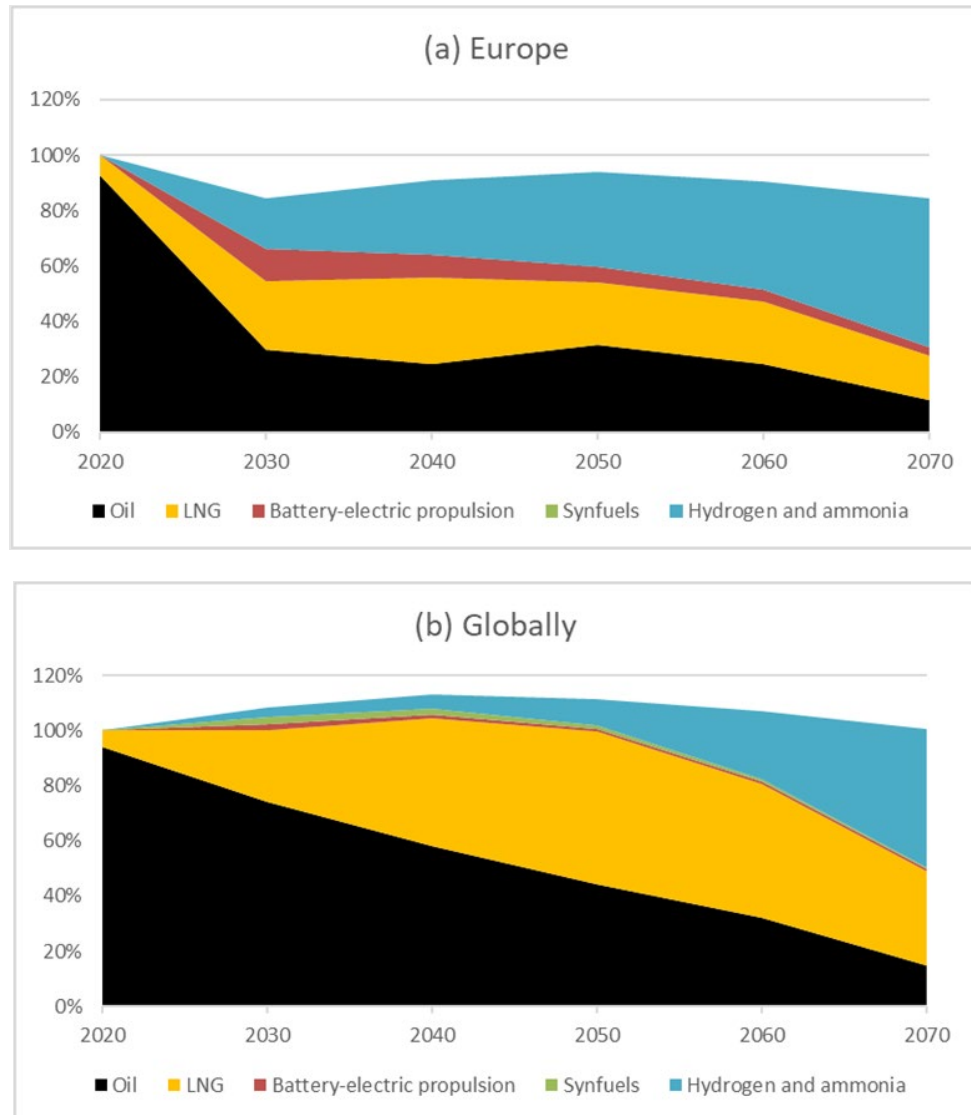 (a) Europe
120%
100%
80%
60%
40%
20%
0%
2020 2030 2040 2050 2060 2070
Oil LNG Battery-electric propulsion Synfuels Hydrogen and ammonia
(b) Globally
120%
100%
80%
60%
40%
20%
0%
2020 2030 2040 2050 2060 2070
Oil LNG Battery-electric propulsion Synfuels Hydrogen and ammonia